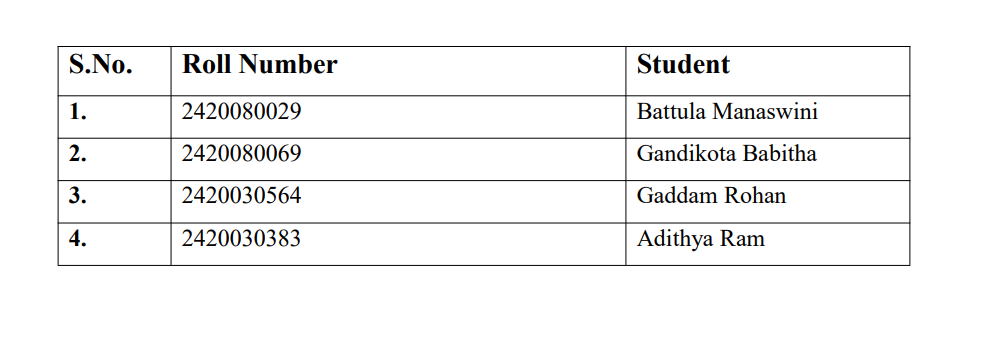 S.No. Roll Number Student
1. 2420080029 Battula Manaswini
2. 2420080069 Gandikota Babitha
3. 2420030564 Gaddam Rohan
4. 2420030383 Adithya Ram